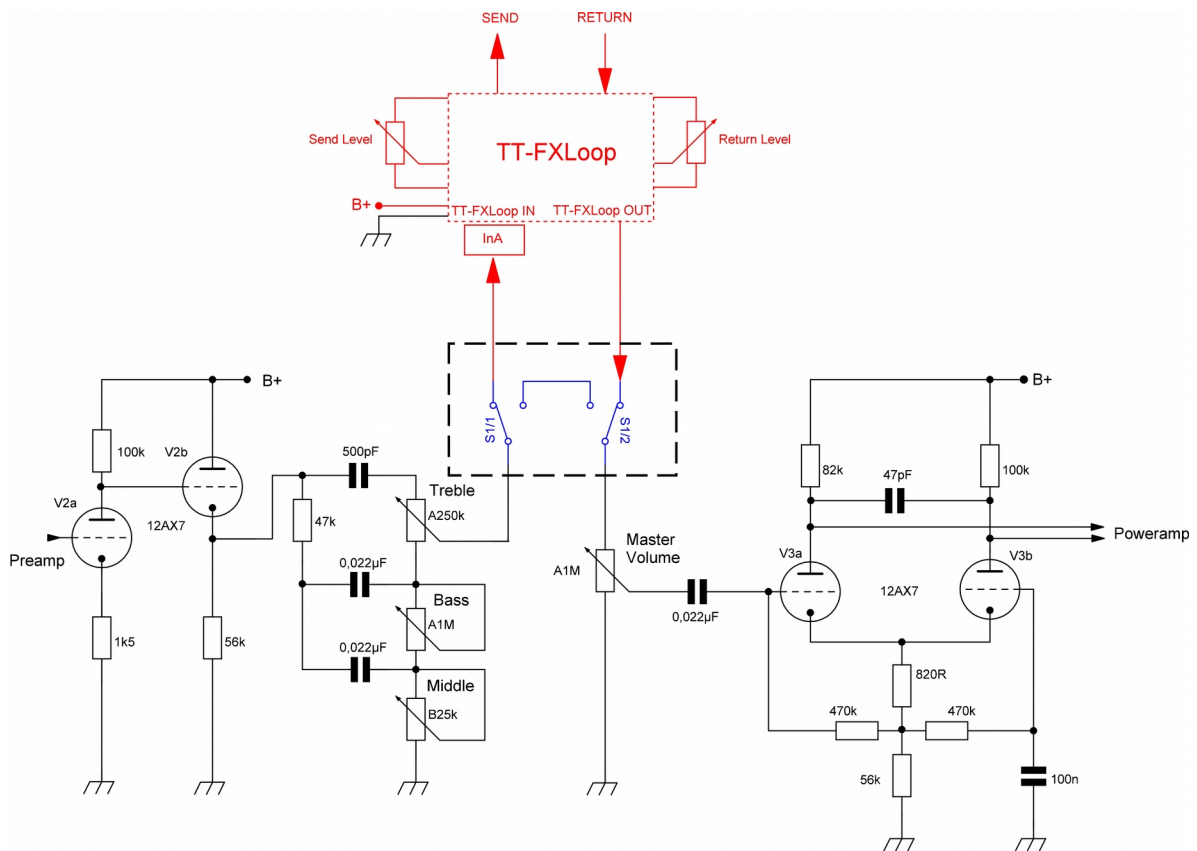 SEND
RETURN
Send Level
TT-FXLoop
Return Level
B+
TT-FXLoop IN
TT-FXLoop OUT
InA
B+
B+
S1/1
S1/2
100k
V2b
500pF
Treble
82k
47pF
100k
V2a
12AX7
47k
A250k
Preamp
Master
Volume
V3a
V3b
Poweramp
A1M
12AX7
0,022µF
Bass
A1M
0,022µF
1k5
56k
0,022µF
Middle
B25k
820R
470k
470k
56k
100n